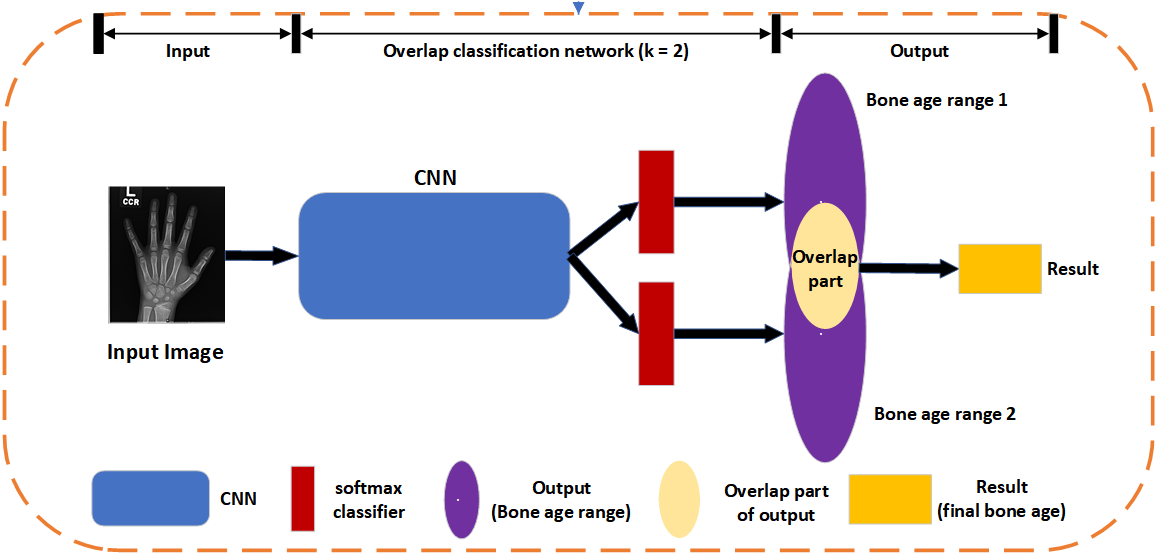 Input
Overlap classification network (k = 2)
Output
Bone age range 1
CNN
L
CCR
Overlap
part
Result
Input Image
Bone age range 2
CNN
softmax
classifier
Output
(Bone age range)
Overlap part
of output
Result
(final bone age)